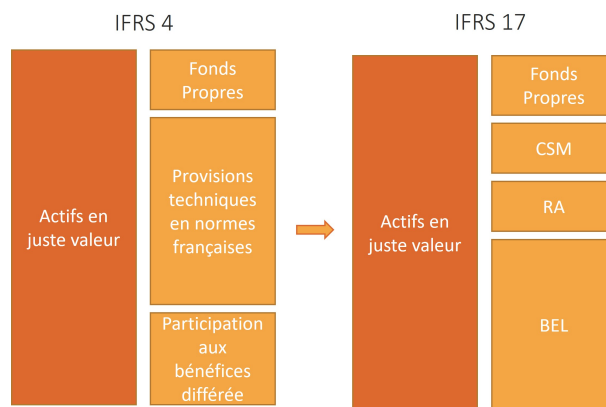 IFRS 4
IFRS 17
Actifs en
juste valeur
Fonds
Propres
Provisions
techniques
en normes
françaises
Participation
aux
bénéfices
différée
Actifs en
juste valeur
Fonds
Propres
CSM
RA
BEL